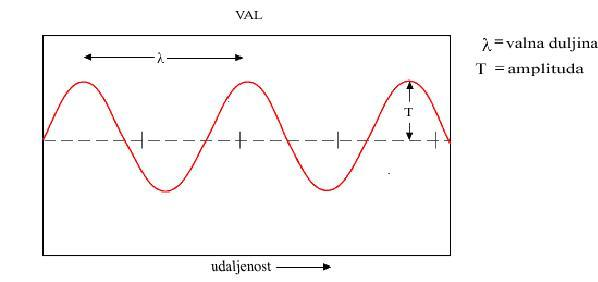 VAL
λ
λ=valna duljina
T =amplituda
T
udaljenost